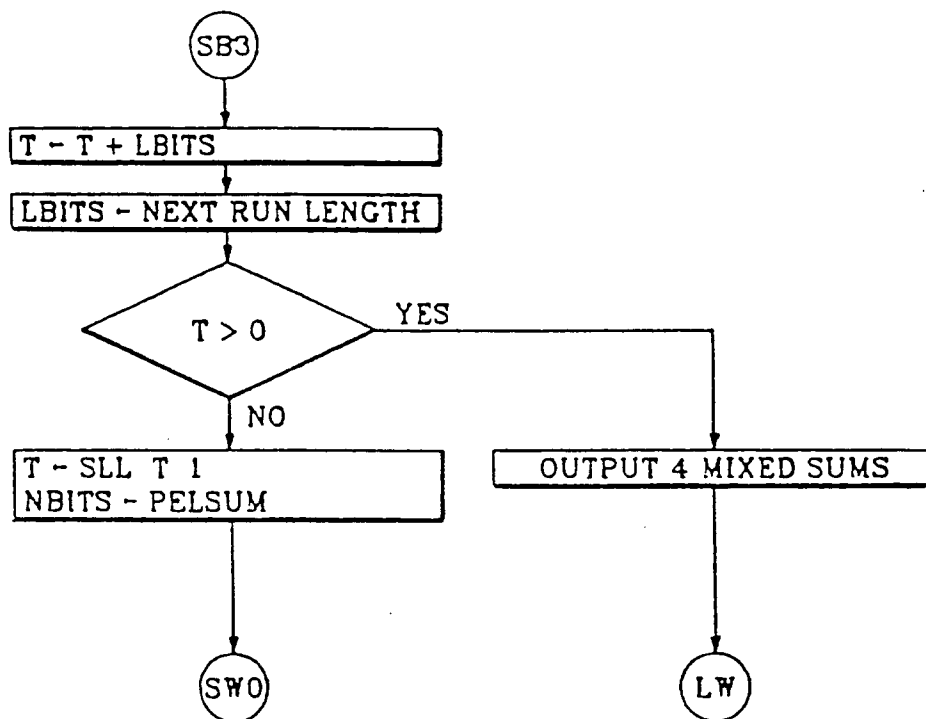 SB3
T - T + LBITS
LBITS - NEXT RUN LENGTH
T > 0
YES
NO
T - SLL T 1
NBITS - PELSUM
OUTPUT 4 MIXED SUMS
SW0
LW